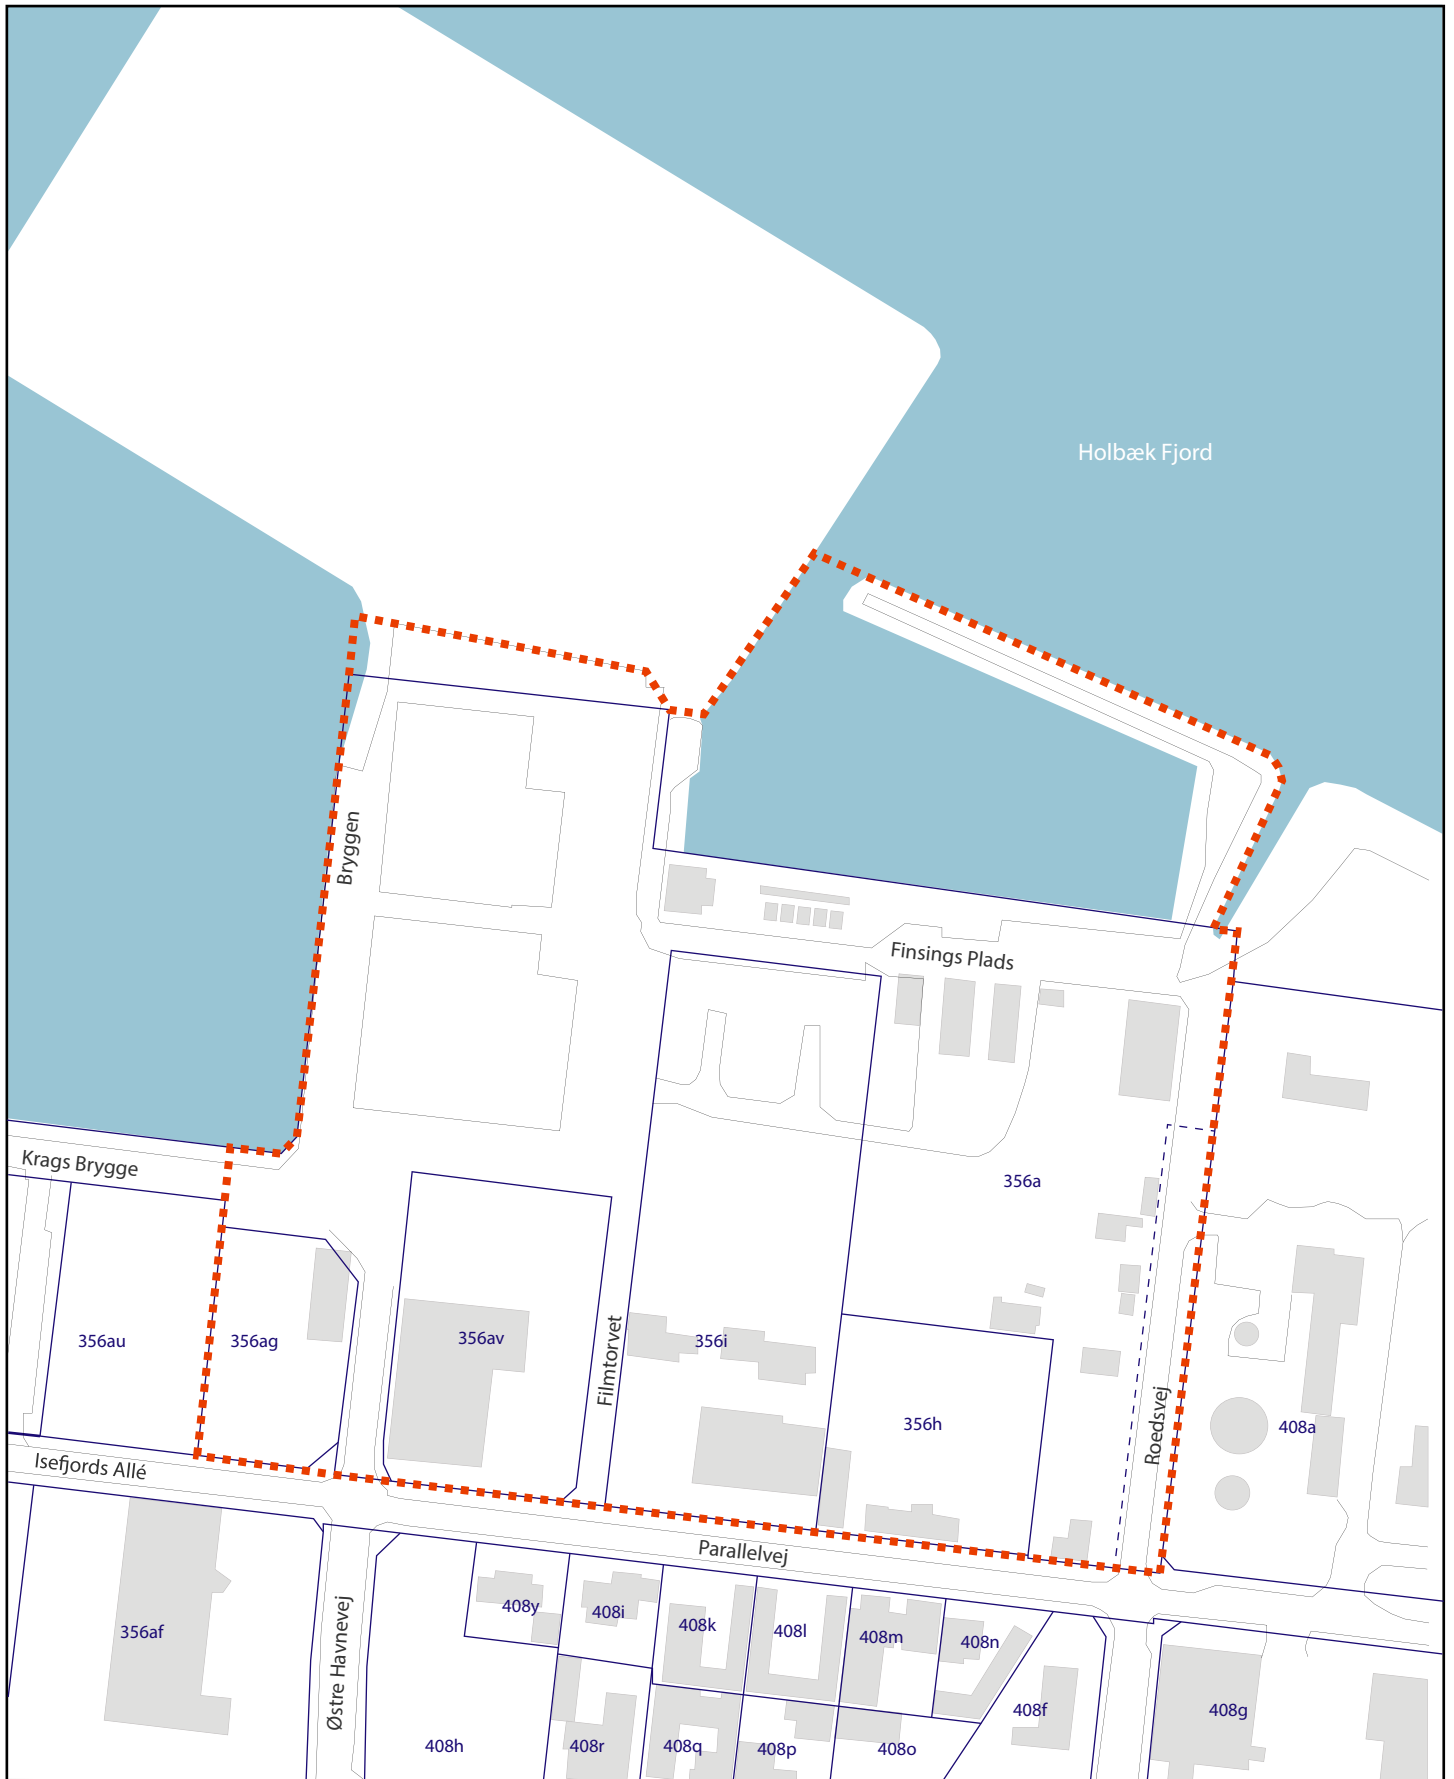 Holbæk Fjord
Bryggen
Finsings Plads
Krags Brygge
356a
356au
356ag
356av
Filmtorvet
356i
356h
Roedsvej
408a
Isefjords Allé
Parallelvej
356af
Østre Havnevej
408y
408i
408k
408l
408m
408n
408f
408g
408h
408r
408q
408p
408o